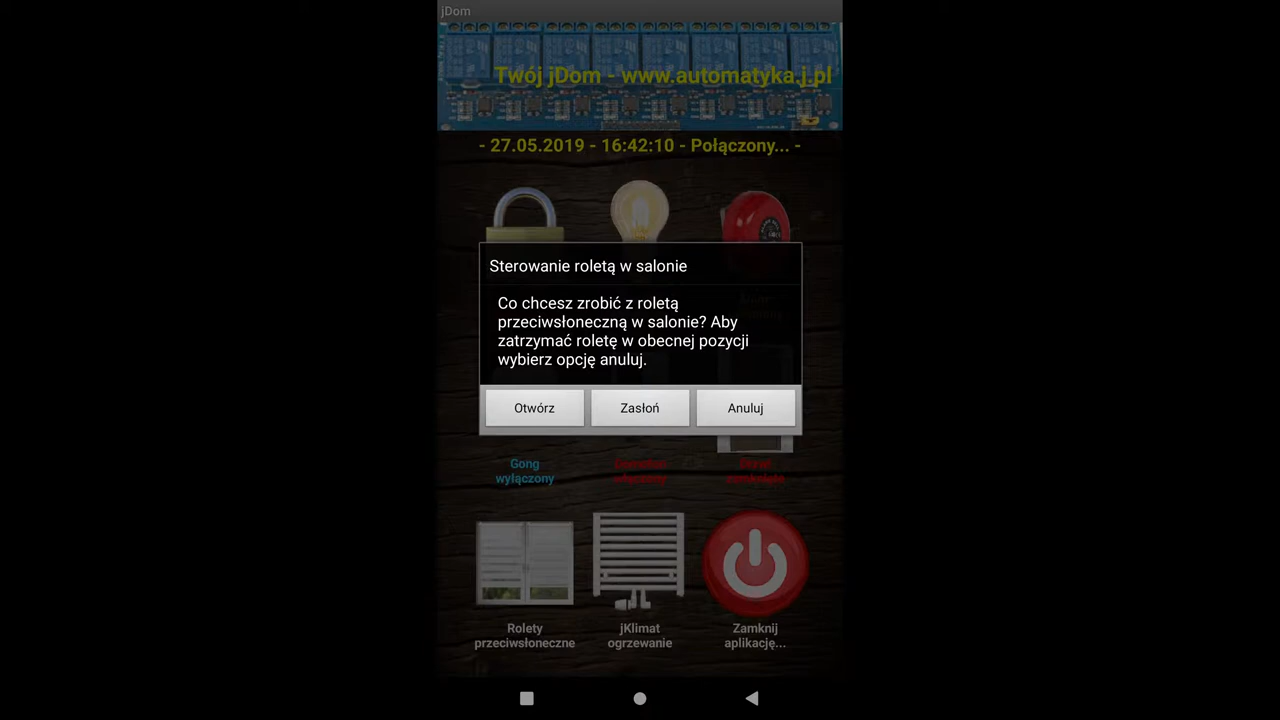 jDom
Twój jDom - www.automatyka.j.pl
- 27.05.2019 - 16:42:10 - Połączony... -
Sterowanie roletą w salonie
Co chcesz zrobić z roletą
przeciwsłoneczną w salonie? Aby
zatrzymać roletę w obecnej pozycji
wybierz opcję anuluj.
Otwórz
Zasłoń
Anuluj
Gong
wyłączony
Rolety
przeciwsłoneczne
jKlimat
ogrzewanie
Zamknij
aplikację...